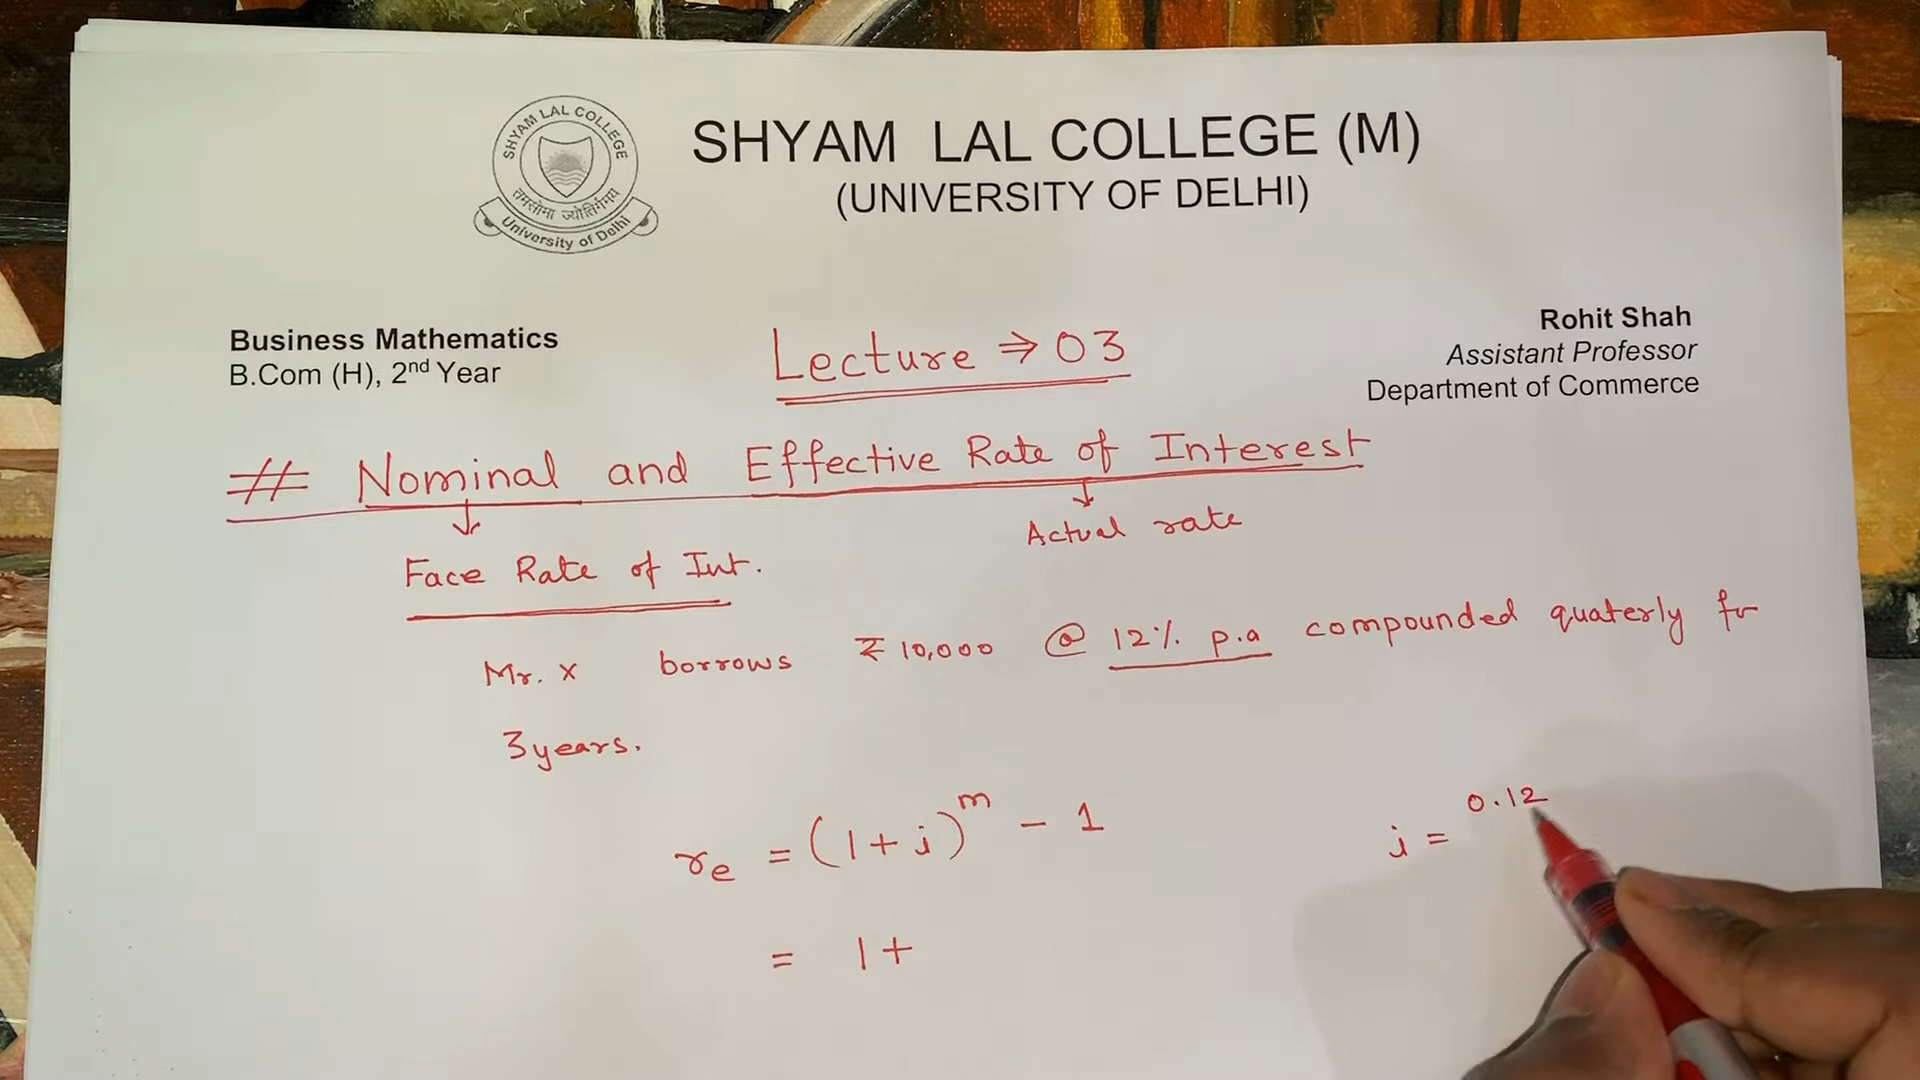 SHYAM LAL COLLEGE
तमसोमा ज्योतिर्गमय
University of Delhi
SHYAM LAL COLLEGE (M)
(UNIVERSITY OF DELHI)
Business Mathematics
B.Com (H), 2nd Year
Lecture ⇒ 03
Rohit Shah
Assistant Professor
Department of Commerce
# Nominal and Effective Rate of Interest
↓ Face Rate of Int.
↓ Actual rate
Mr. X borrows ₹ 10,000 @ 12% p.a compounded quaterly for
3 years.
re = (1 + i)^m - 1
i = 0.12
= 1 +